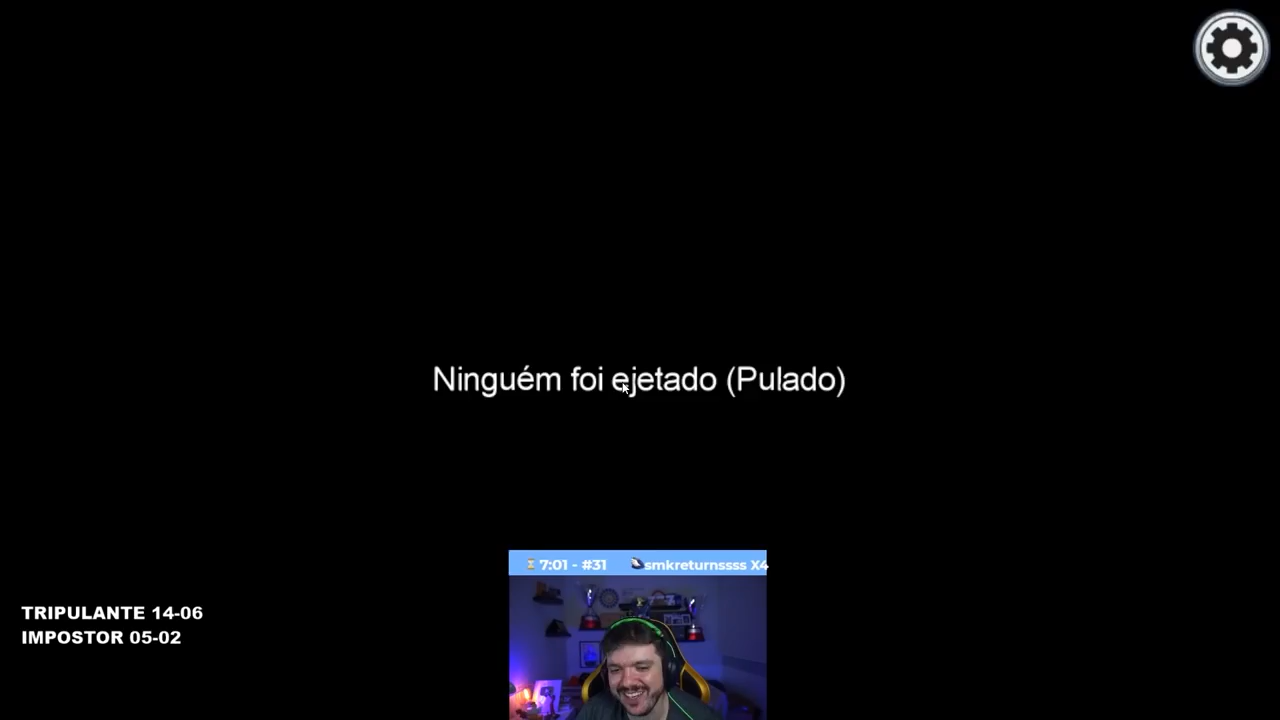 Ninguém foi ejetado (Pulado)
7:01 - #31 smkreturnssss X4
TRIPULANTE 14-06
IMPOSTOR 05-02